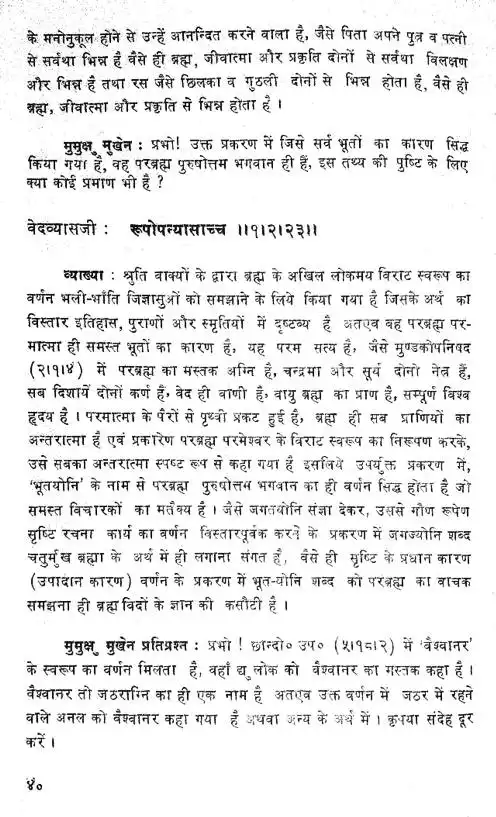 के मनोनुकूल होने से उन्हें आनन्दित करने वाला है, जैसे पिता अपने पुत्र व पत्नी
से सर्वथा भिन्न है वैसे ही ब्रह्म, जीवात्मा और प्रकृति दोनों से सर्वथा विलक्षण
और भिन्न है तथा रस जैसे छिलका व गुठली दोनों से भिन्न होता है, वैसे ही
ब्रह्म, जीवात्मा और प्रकृति से भिन्न होता है ।
मुमुक्षु मुखेन : प्रभो! उक्त प्रकरण में जिसे सर्व भूतों का कारण सिद्ध
किया गया है, वह परब्रह्म पुरुषोत्तम भगवान ही हैं, इस तथ्य की पुष्टि के लिए
क्या कोई प्रमाण भी है ?
वेदव्यासजी : रूपोपन्यासाच्च ॥१।२।२३॥
व्याख्या : श्रुति वाक्यों के द्वारा ब्रह्म के अखिल लोकमय विराट स्वरूप का
वर्णन भली-भाँति जिज्ञासुओं को समझाने के लिये किया गया है जिसके अर्थ का
विस्तार इतिहास, पुराणों और स्मृतियों में दृष्टव्य है अतएव वह परब्रह्म पर-
मात्मा ही समस्त भूतों का कारण है, यह परम सत्य है, जैसे मुण्डकोपनिषद
(२।१।४) में परब्रह्म का मस्तक अग्नि है, चन्द्रमा और सूर्य दोनो नेत्र हैं,
सब दिशायें दोनों कर्ण हैं, वेद ही वाणी है, वायु ब्रह्म का प्राण है, सम्पूर्ण विश्व
हृदय है । परमात्मा के पैरों से पृथ्वी प्रकट हुई है, ब्रह्म ही सब प्राणियों का
अन्तरात्मा है एवं प्रकारेण परब्रह्म परमेश्वर के विराट स्वरूप का निरूपण करके,
उसे सबका अन्तरात्मा स्पष्ट रूप से कहा गया है इसलिये उपर्युक्त प्रकरण में,
'भूतयोनि' के नाम से परब्रह्म पुरुषोत्तम भगवान का ही वर्णन सिद्ध होता है जो
समस्त विचारकों का मतैक्य है । जैसे जगतयोनि संज्ञा देकर, उससे गौण रूपेण
सृष्टि रचना कार्य का वर्णन विस्तारपूर्वक करने के प्रकरण में जगज्योनि शब्द
चतुर्मुख ब्रह्मा के अर्थ में ही लगाना संगत है, वैसे ही सृष्टि के प्रधान कारण
(उपादान कारण) वर्णन के प्रकरण में भूत-योनि शब्द को परब्रह्म का वाचक
समझना ही ब्रह्मविदों के ज्ञान की कसौटी है ।
मुमुक्षु मुखेन प्रतिप्रश्न : प्रभो ! छान्दो० उप० (५।१८।२) में 'वैश्वानर'
के स्वरूप का वर्णन मिलता है, वहाँ द्यु लोक को वैश्वानर का मस्तक कहा है ।
वैश्वानर तो जठराग्नि का ही एक नाम है अतएव उक्त वर्णन में जठर में रहने
वाले अनल को वैश्वानर कहा गया है अथवा अन्य के अर्थ में । कृपया संदेह दूर
करें ।
४०